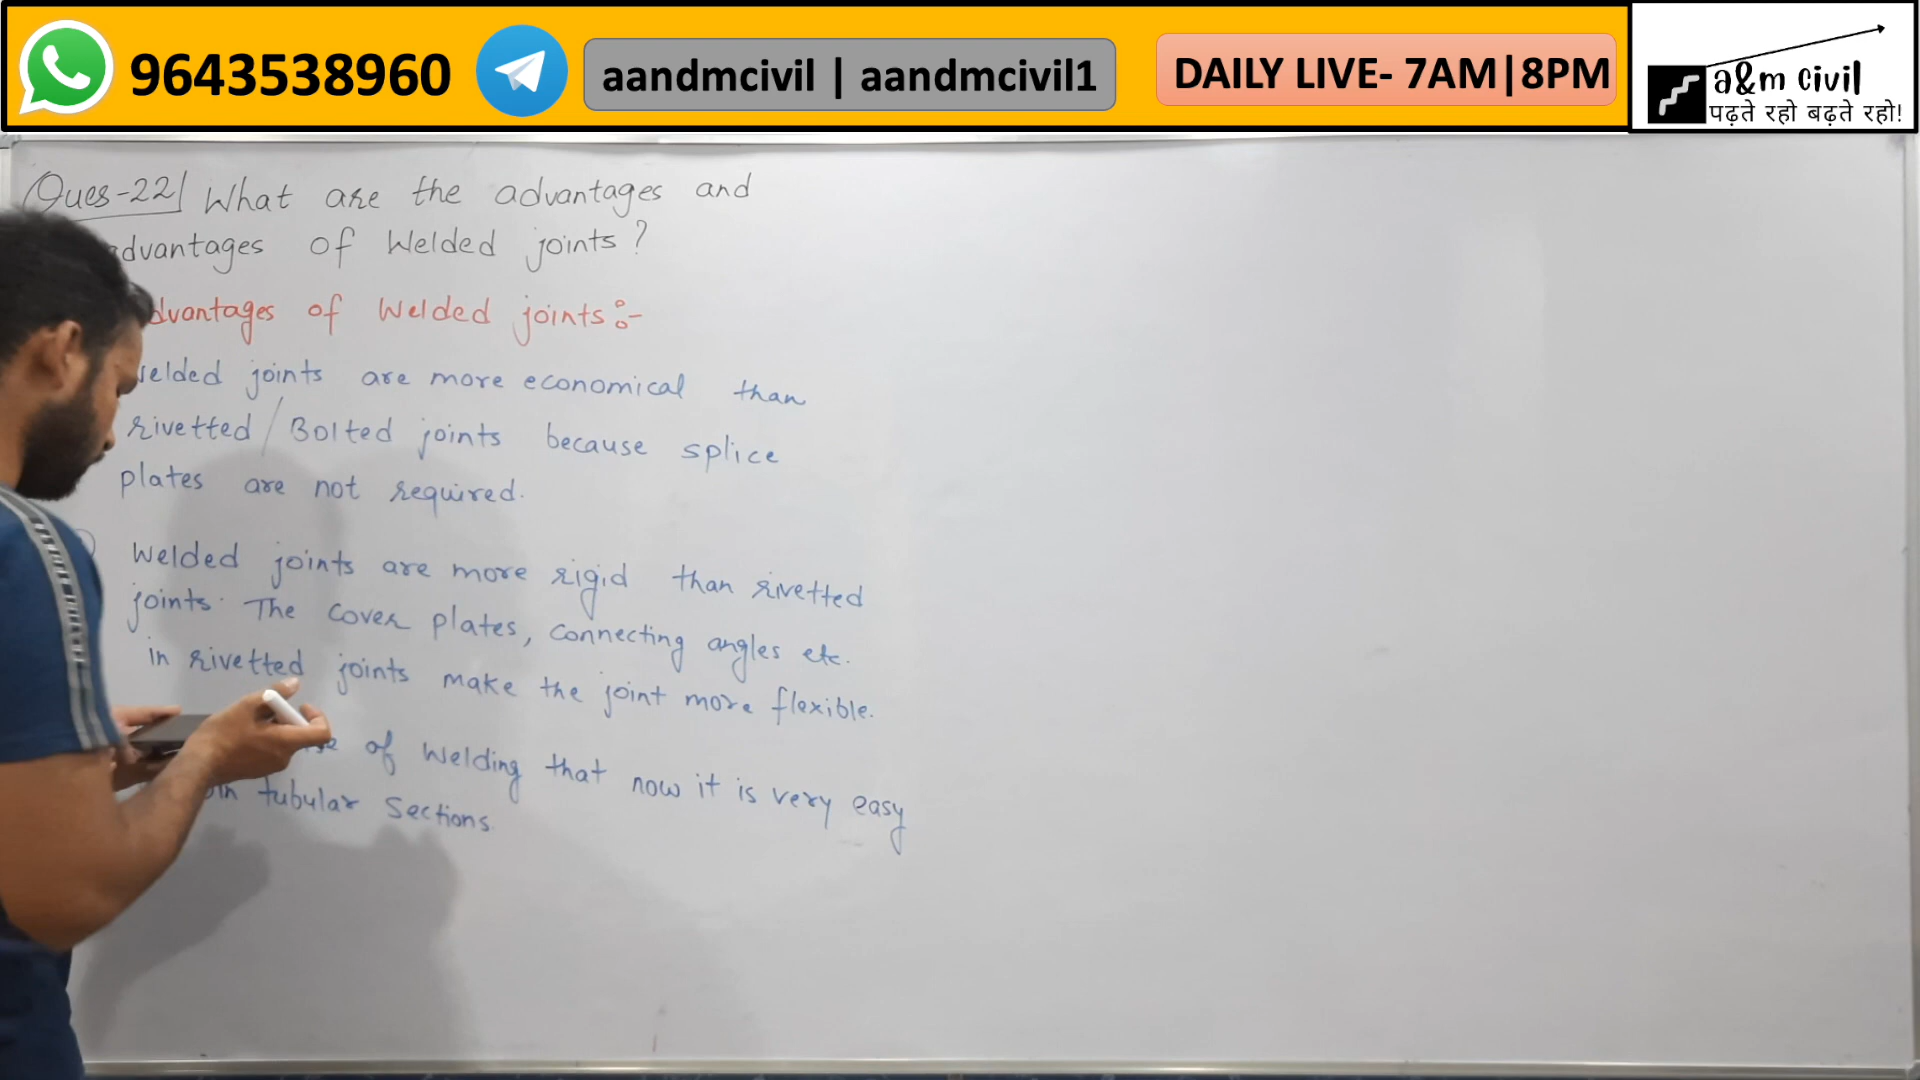 9643538960
aandmcivil | aandmcivil1
DAILY LIVE- 7AM|8PM
a&m civil
पढ़ते रहो बढ़ते रहो!
Ques-22 What are the advantages and
advantages of Welded joints?
dvantages of Welded joints:-
elded joints are more economical than
rivetted / Bolted joints because splice
plates are not required.
Welded joints are more rigid than rivetted
joints. The cover plates, connecting angles etc.
in rivetted joints make the joint more flexible.
of Welding that now it is very easy
tubular sections.